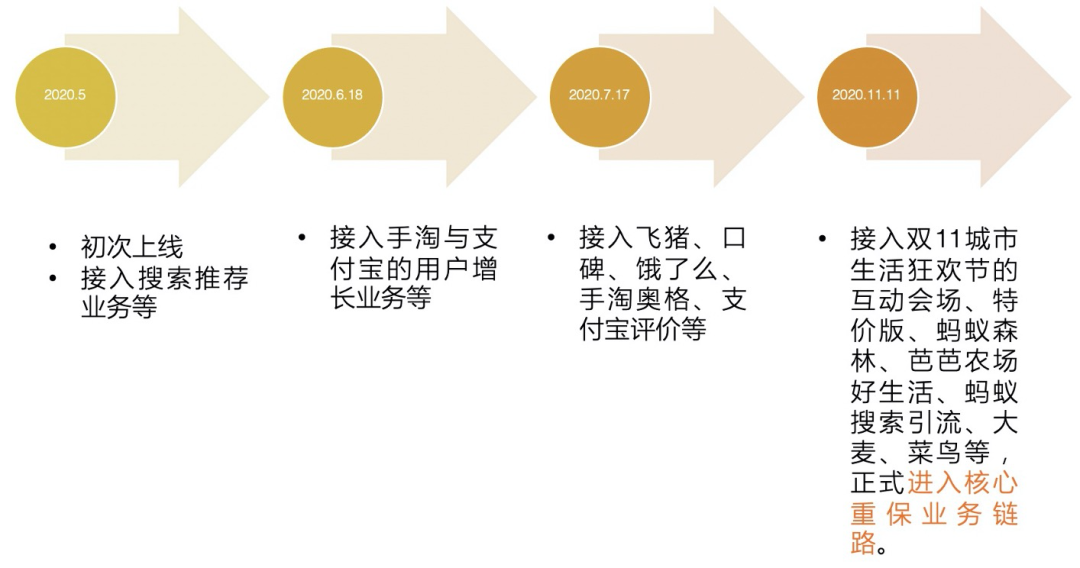 2020.5
2020.6.18
2020.7.17
2020.11.11
• 初次上线
• 接入搜索推荐
业务等
• 接入手淘与支
付宝的用户增
长业务等
• 接入飞猪、口
碑、饿了么、
手淘奥格、支
付宝评价等
• 接入双11城市
生活狂欢节的
互动会场、特
价版、蚂蚁森
林、芭芭农场
好生活、蚂蚁
搜索引流、大
麦、菜鸟等，
正式进入核心
重保业务链
路。